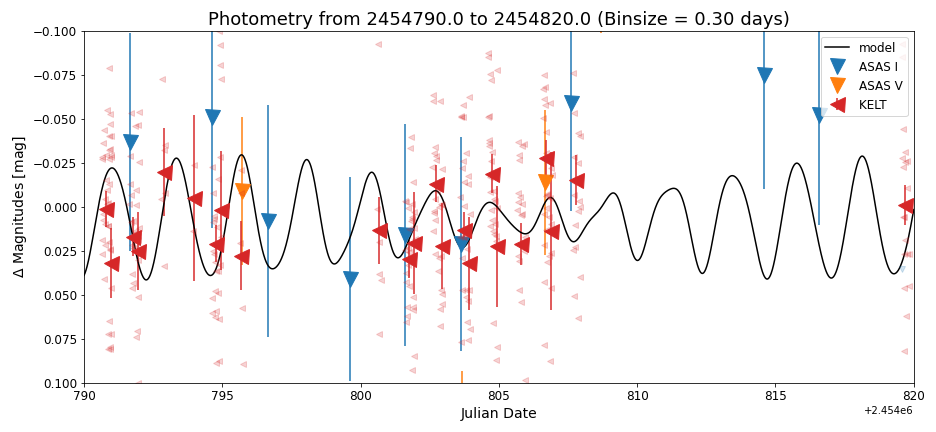 Photometry from 2454790.0 to 2454820.0 (Binsize = 0.30 days)
−0.100
−0.075
−0.050
−0.025
0.000
0.025
0.050
0.075
0.100
Δ Magnitudes [mag]
model
ASAS I
ASAS V
KELT
790
795
800
805
810
815
820
Julian Date
+2.454e6